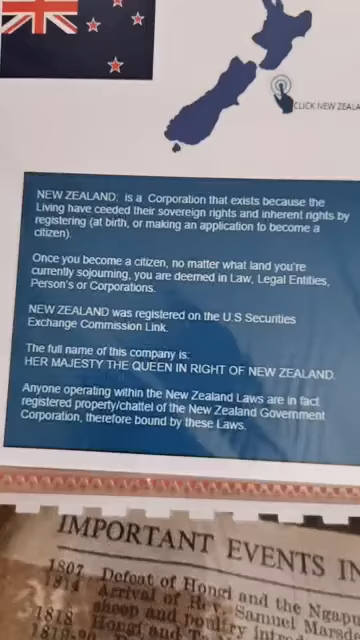 CLICK NEW ZEALA
NEW ZEALAND: is a Corporation that exists because the
Living have ceeded their sovereign rights and inherent rights by
registering (at birth, or making an application to become a
citizen).
Once you become a citizen, no matter what land you're
currently sojourning, you are deemed in Law, Legal Entities,
Person's or Corporations.
NEW ZEALAND was registered on the U.S Securities
Exchange Commission Link.
The full name of this company is:
HER MAJESTY THE QUEEN IN RIGHT OF NEW ZEALAND.
Anyone operating within the New Zealand Laws are in fact
registered property/chattel of the New Zealand Government
Corporation, therefore bound by these Laws.
IMPORTANT EVENTS IN
1807 Defeat of Hongi and the Ngap
1814 Arrival of Rev. Samuel Mars
sheep and poultry introd
1818 Hongi and T